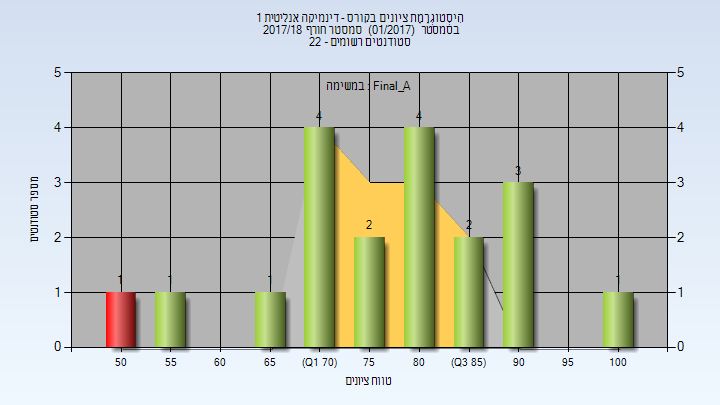 היסטוגרמת ציונים בקורס - דינמיקה אנליטית 1
בסמסטר (01/2017) סמסטר חורף 2017/18
סטודנטים רשומים - 22
במשימה : Final_A
5 5
4 4
3 3
2 2
1 1
0 0
1 1 1 4 2 4 2 3 1
מספר סטודנטים
50 55 60 65 (Q1 70) 75 80 (Q3 85) 90 95 100
טווח ציונים